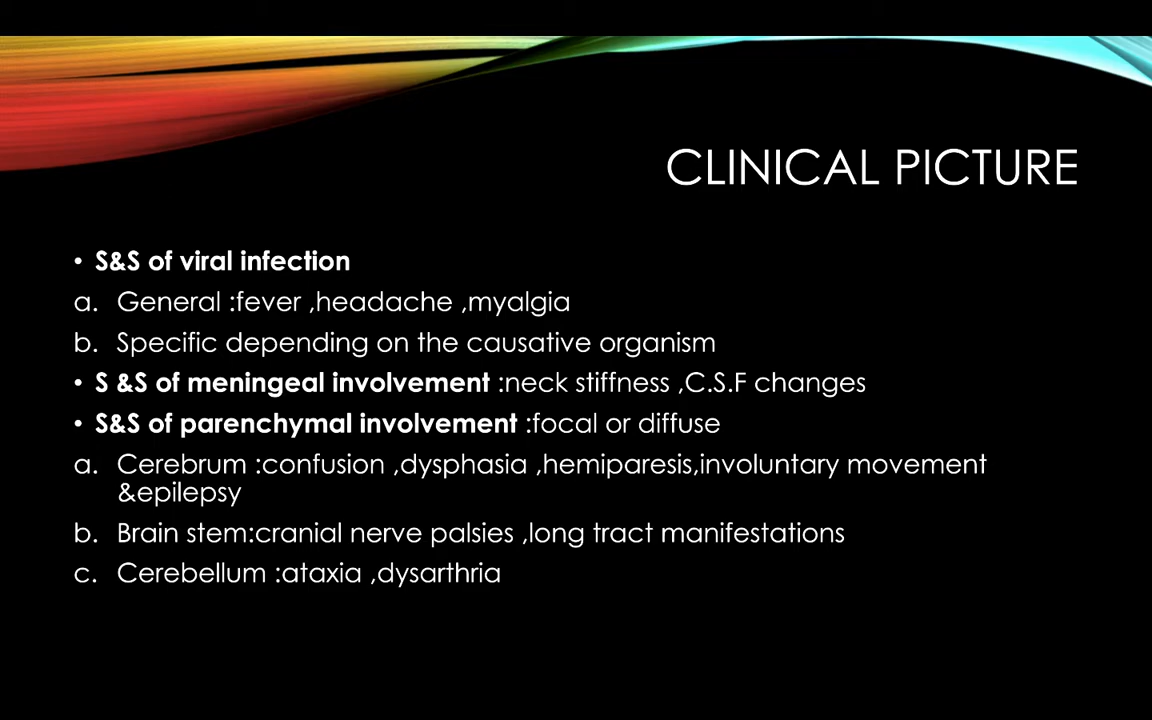 CLINICAL PICTURE
• S&S of viral infection
a. General :fever ,headache ,myalgia
b. Specific depending on the causative organism
• S &S of meningeal involvement :neck stiffness ,C.S.F changes
• S&S of parenchymal involvement :focal or diffuse
a. Cerebrum :confusion ,dysphasia ,hemiparesis,involuntary movement
&epilepsy
b. Brain stem:cranial nerve palsies ,long tract manifestations
c. Cerebellum :ataxia ,dysarthria